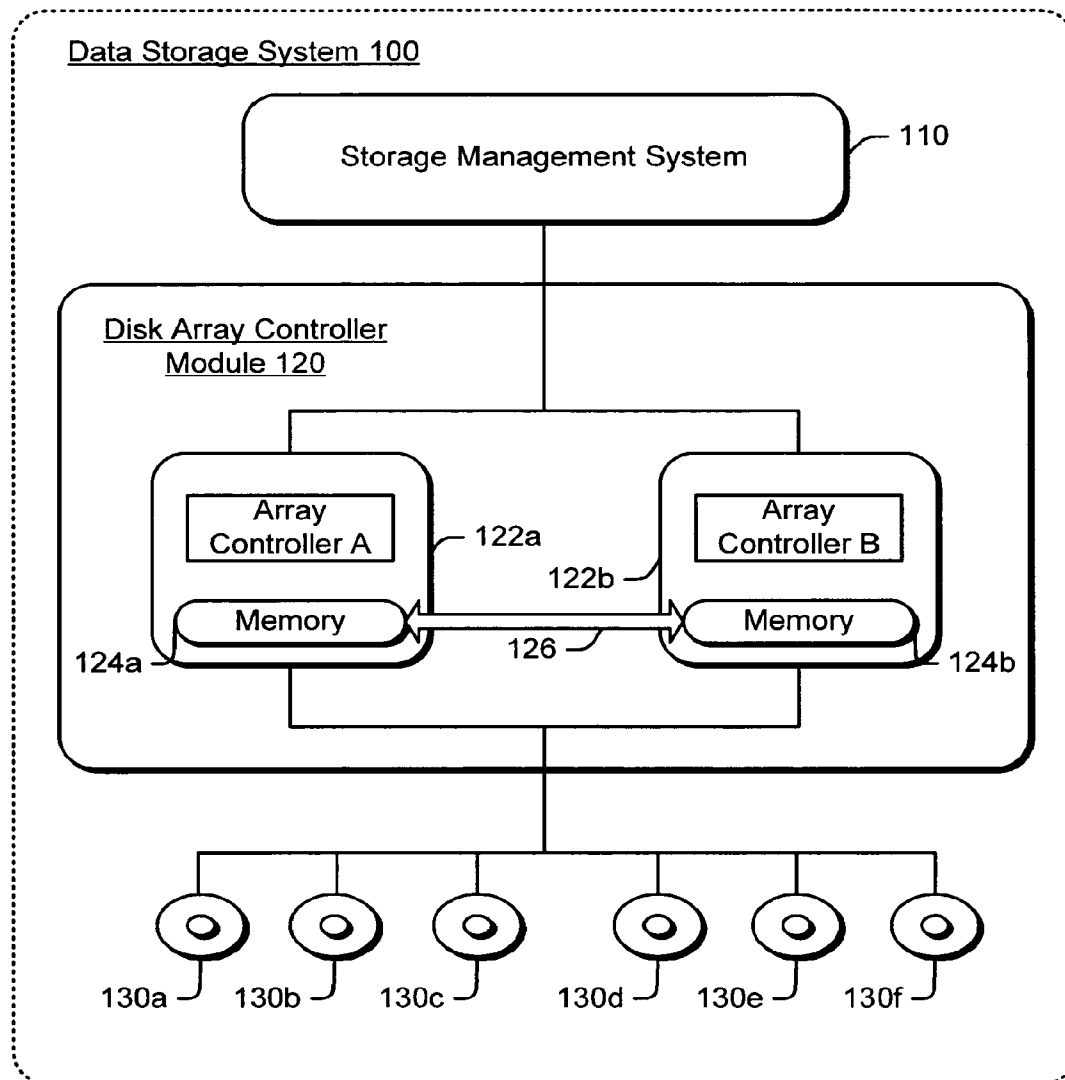 Data Storage System 100
Storage Management System
110
Disk Array Controller
Module 120
Array
Controller A
122a
Array
Controller B
122b
Memory
Memory
124a
126
124b
130a
130b
130c
130d
130e
130f